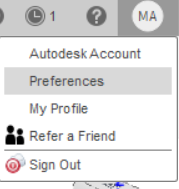 1 ? MA
Autodesk Account
Preferences
My Profile
Refer a Friend
Sign Out